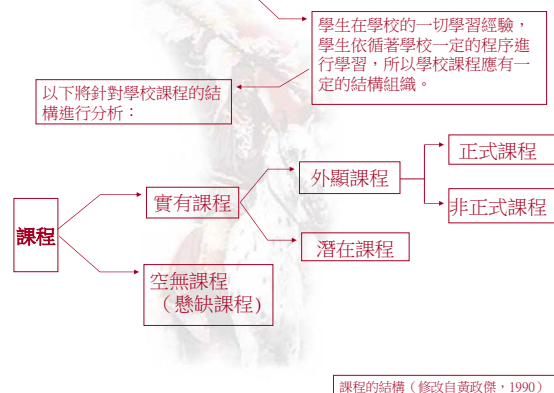 學生在學校的一切學習經驗，
學生依循著學校一定的程序進
行學習，所以學校課程應有一
定的結構組織。
以下將針對學校課程的結
構進行分析：
課程
實有課程
空無課程
（懸缺課程)
外顯課程
潛在課程
正式課程
非正式課程
課程的結構（修改自黃政傑，1990）